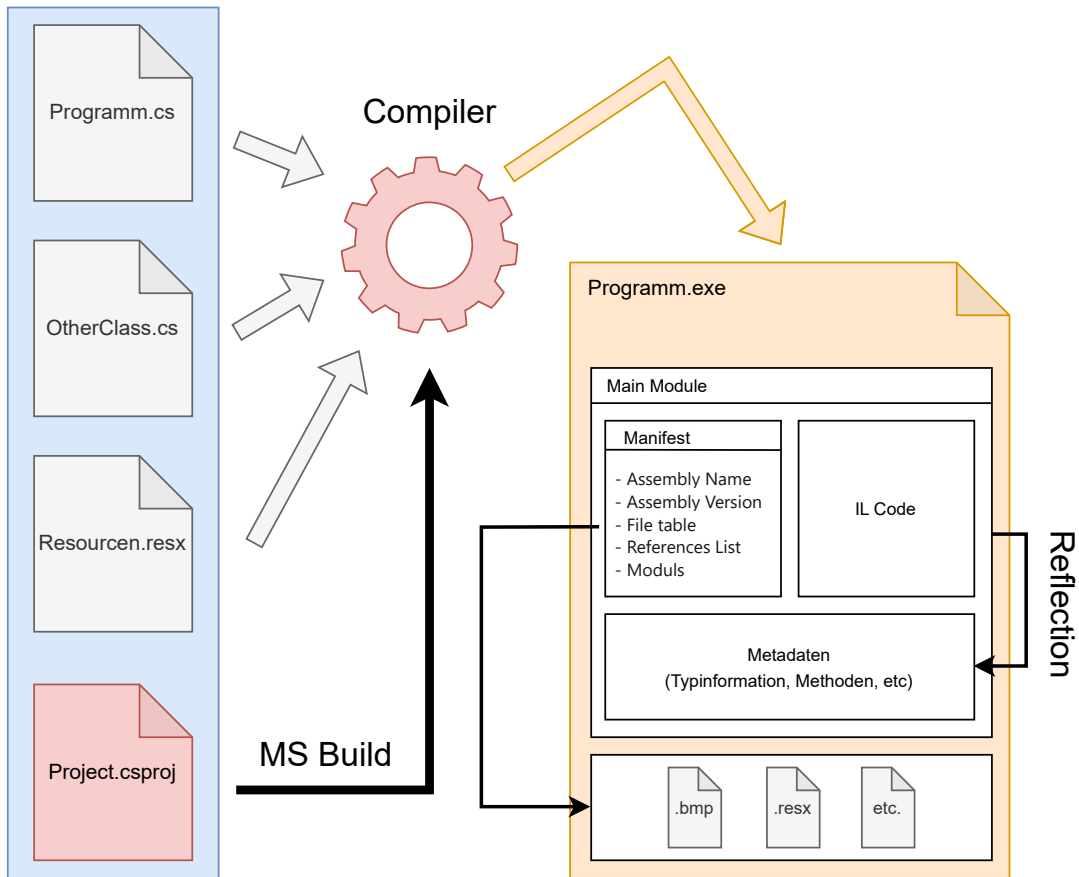 Programm.cs
OtherClass.cs
Resourcen.resx
Project.csproj
Compiler
MS Build
Programm.exe
Main Module
Manifest
- Assembly Name
- Assembly Version
- File table
- References List
- Moduls
IL Code
Metadaten
(Typinformation, Methoden, etc)
Reflection
.bmp
.resx
etc.